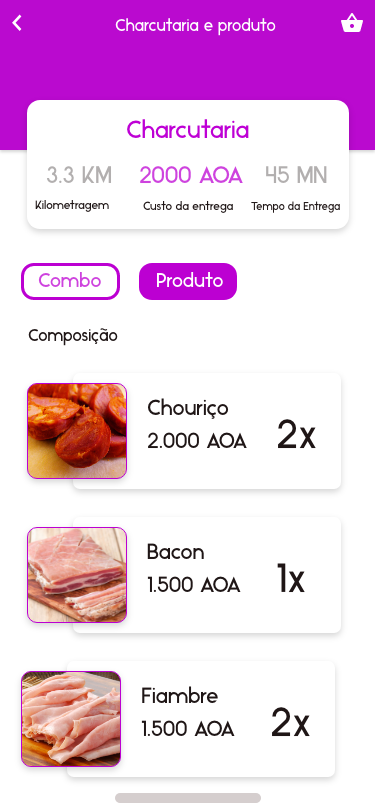 Charcutaria e produto
Charcutaria
3.3 KM 2000 AOA 45 MN
Kilometragem Custo da entrega Tempo da Entrega
Combo Produto
Composição
Chouriço
2.000 AOA 2x
Bacon
1.500 AOA 1x
Fiambre
1.500 AOA 2x